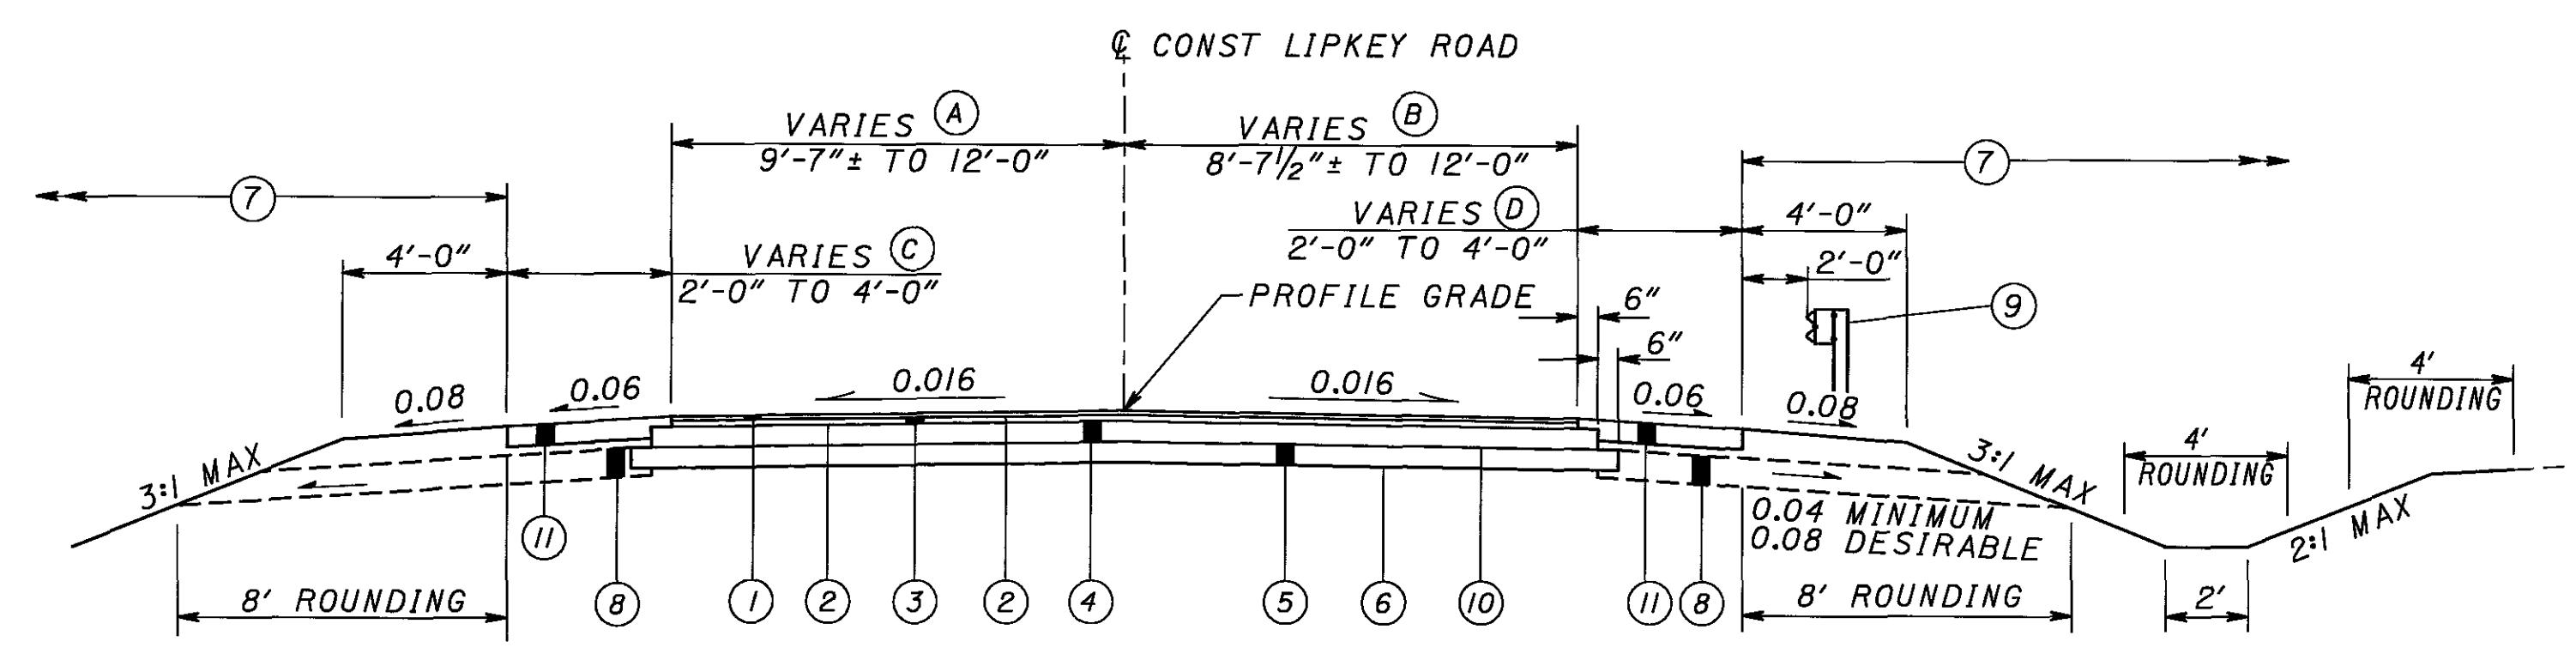 ℄ CONST LIPKEY ROAD
VARIES A
9'-7"± TO 12'-0"
VARIES B
8'-7 1/2"± TO 12'-0"
7
7
VARIES D
2'-0" TO 4'-0"
4'-0"
4'-0"
VARIES C
2'-0" TO 4'-0"
2'-0"
PROFILE GRADE
6"
9
6"
4'
ROUNDING
0.08
0.06
0.016
0.016
0.06
0.08
4'
ROUNDING
3:1 MAX
3:1 MAX
2:1 MAX
0.04 MINIMUM
0.08 DESIRABLE
11
8
1
2
3
2
4
5
6
10
11
8
8' ROUNDING
8' ROUNDING
2'